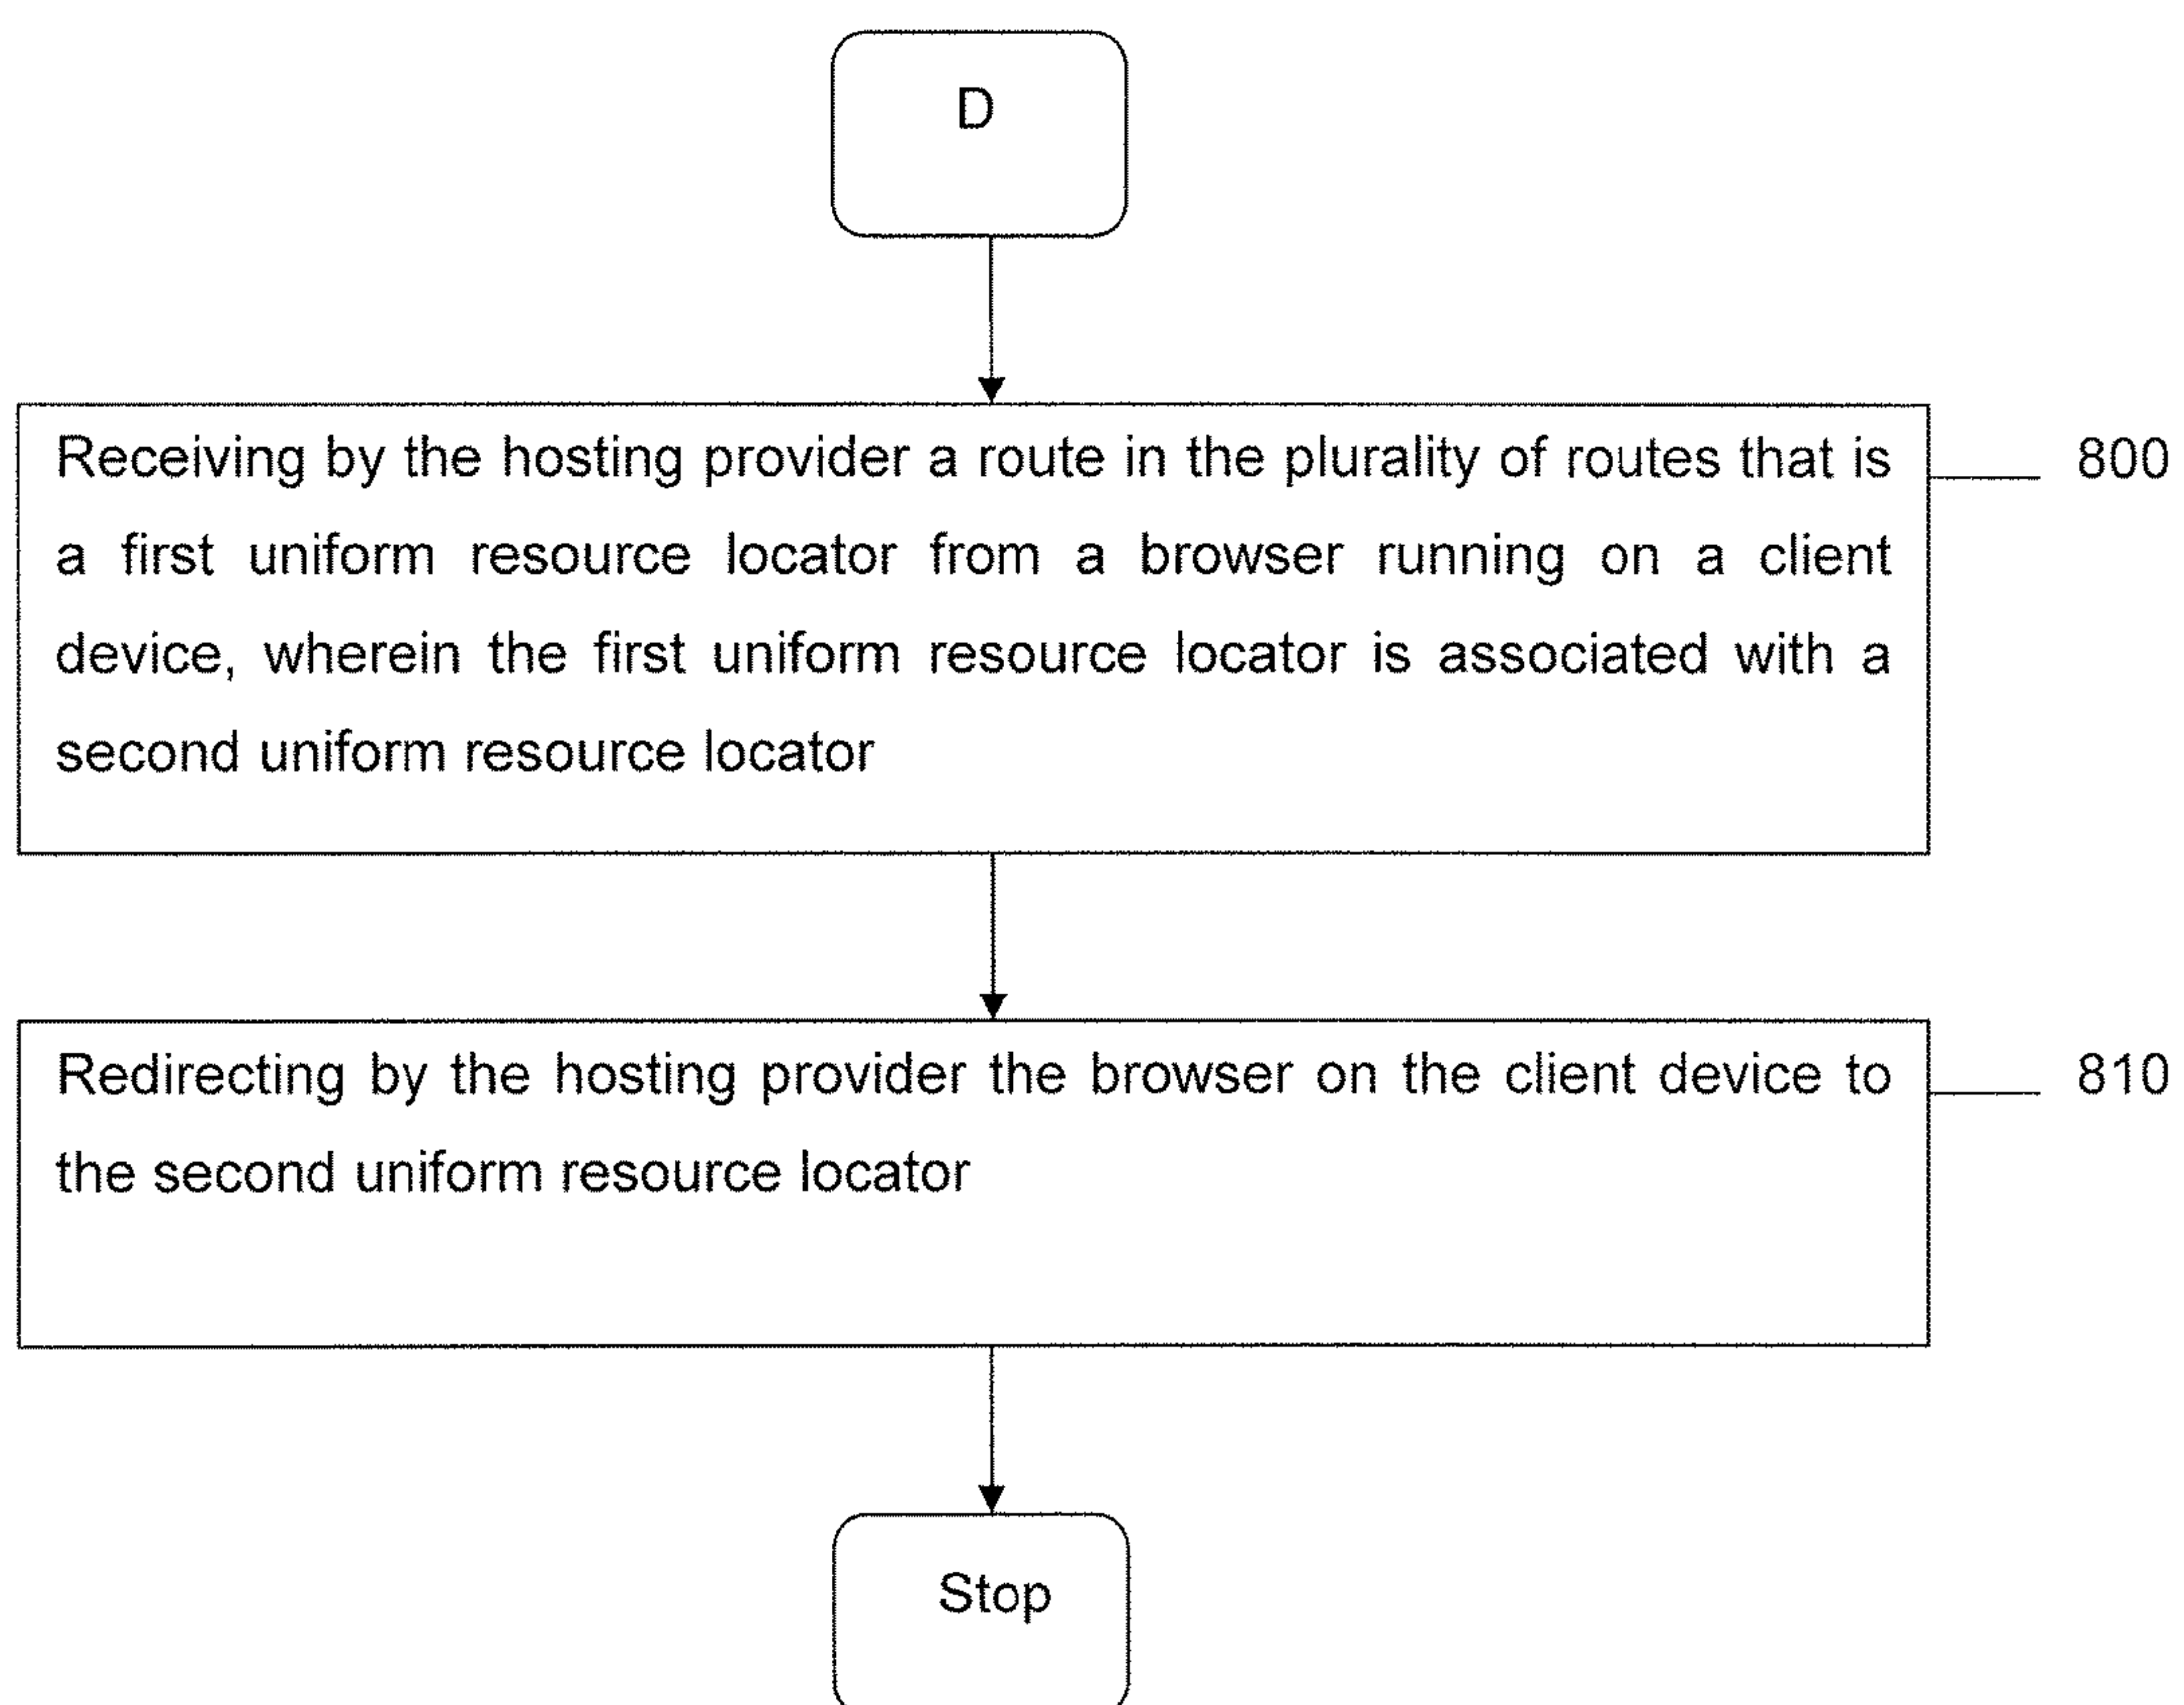 D
Receiving by the hosting provider a route in the plurality of routes that is
a first uniform resource locator from a browser running on a client
device, wherein the first uniform resource locator is associated with a
second uniform resource locator
800
Redirecting by the hosting provider the browser on the client device to
the second uniform resource locator
810
Stop